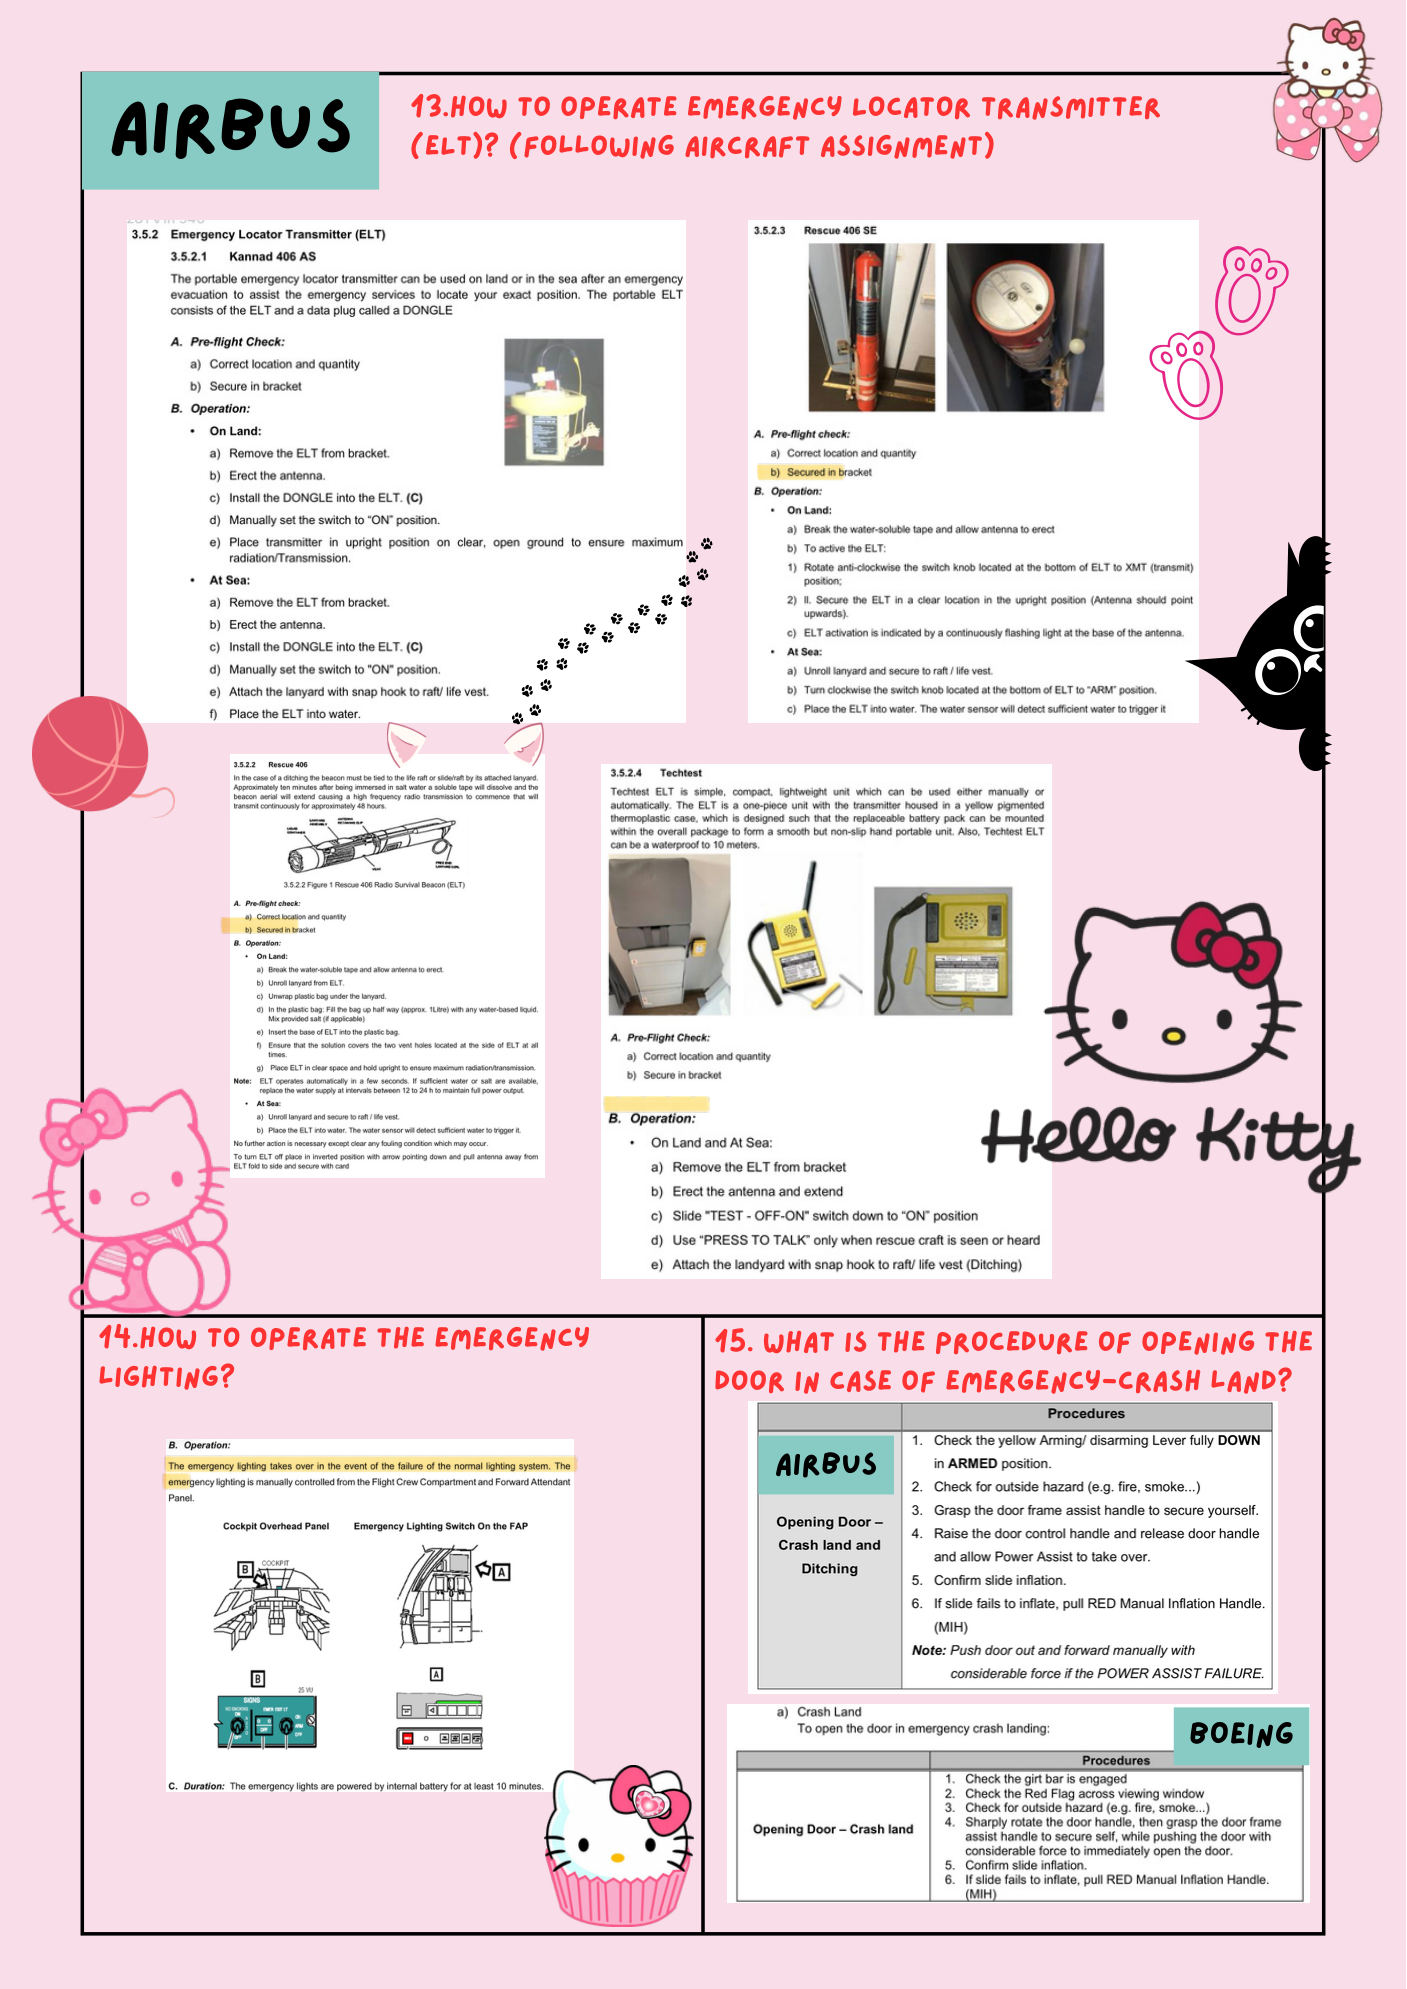 AIRBUS
13.HOW TO OPERATE EMERGENCY LOCATOR TRANSMITTER
(ELT)? (FOLLOWING AIRCRAFT ASSIGNMENT)
3.5.2 Emergency Locator Transmitter (ELT)
3.5.2.1 Kannad 406 AS
The portable emergency locator transmitter can be used on land or in the sea after an emergency
evacuation to assist the emergency services to locate your exact position. The portable ELT
consists of the ELT and a data plug called a DONGLE
A. Pre-flight Check:
a) Correct location and quantity
b) Secure in bracket
B. Operation:
• On Land:
a) Remove the ELT from bracket.
b) Erect the antenna.
c) Install the DONGLE into the ELT. (C)
d) Manually set the switch to “ON” position.
e) Place transmitter in upright position on clear, open ground to ensure maximum
radiation/Transmission.
• At Sea:
a) Remove the ELT from bracket.
b) Erect the antenna.
c) Install the DONGLE into the ELT. (C)
d) Manually set the switch to "ON" position.
e) Attach the lanyard with snap hook to raft/ life vest.
f) Place the ELT into water.
3.5.2.3 Rescue 406 SE
A. Pre-flight check:
a) Correct location and quantity
b) Secured in bracket
B. Operation:
• On Land:
a) Break the water-soluble tape and allow antenna to erect
b) To active the ELT:
1) Rotate anti-clockwise the switch knob located at the bottom of ELT to XMT (transmit)
position;
2) II. Secure the ELT in a clear location in the upright position (Antenna should point
upwards).
c) ELT activation is indicated by a continuously flashing light at the base of the antenna.
• At Sea:
a) Unroll lanyard and secure to raft / life vest.
b) Turn clockwise the switch knob located at the bottom of ELT to “ARM” position.
c) Place the ELT into water. The water sensor will detect sufficient water to trigger it
3.5.2.2 Rescue 406
In the case of a ditching the beacon must be tied to the life raft or slide/raft by its attached lanyard.
Approximately ten minutes after being immersed in salt water a soluble tape will dissolve and the
beacon aerial will extend causing a high frequency radio transmission to commence that will
transmit continuously for approximately 48 hours.
3.5.2.2 Figure 1 Rescue 406 Radio Survival Beacon (ELT)
A. Pre-flight check:
a) Correct location and quantity
b) Secured in bracket
B. Operation:
• On Land:
a) Break the water-soluble tape and allow antenna to erect.
b) Unroll lanyard from ELT.
c) Unwrap plastic bag under the lanyard.
d) In the plastic bag: Fill the bag up half way (approx. 1Litre) with any water-based liquid.
Mix provided salt (if applicable)
e) Insert the base of ELT into the plastic bag.
f) Ensure that the solution covers the two vent holes located at the side of ELT at all
times.
g) Place ELT in clear space and hold upright to ensure maximum radiation/transmission.
Note: ELT operates automatically in a few seconds. If sufficient water or salt are available,
replace the water supply at intervals between 12 to 24 h to maintain full power output.
• At Sea:
a) Unroll lanyard and secure to raft / life vest.
b) Place the ELT into water. The water sensor will detect sufficient water to trigger it.
No further action is necessary except clear any fouling condition which may occur.
To turn ELT off place in inverted position with arrow pointing down and pull antenna away from
ELT fold to side and secure with card
3.5.2.4 Techtest
Techtest ELT is simple, compact, lightweight unit which can be used either manually or
automatically. The ELT is a one-piece unit with the transmitter housed in a yellow pigmented
thermoplastic case, which is designed such that the replaceable battery pack can be mounted
within the overall package to form a smooth but non-slip hand portable unit. Also, Techtest ELT
can be a waterproof to 10 meters.
A. Pre-Flight Check:
a) Correct location and quantity
b) Secure in bracket
B. Operation:
• On Land and At Sea:
a) Remove the ELT from bracket
b) Erect the antenna and extend
c) Slide "TEST - OFF-ON" switch down to “ON” position
d) Use “PRESS TO TALK” only when rescue craft is seen or heard
e) Attach the landyard with snap hook to raft/ life vest (Ditching)
Hello Kitty
14.HOW TO OPERATE THE EMERGENCY
LIGHTING?
B. Operation:
The emergency lighting takes over in the event of the failure of the normal lighting system. The
emergency lighting is manually controlled from the Flight Crew Compartment and Forward Attendant
Panel.
Cockpit Overhead Panel Emergency Lighting Switch On the FAP
B COCKPIT
A
B
A
25 VU
SIGNS
C. Duration: The emergency lights are powered by internal battery for at least 10 minutes.
15. WHAT IS THE PROCEDURE OF OPENING THE
DOOR IN CASE OF EMERGENCY-CRASH LAND?
Procedures
AIRBUS
Opening Door –
Crash land and
Ditching
1. Check the yellow Arming/ disarming Lever fully DOWN
in ARMED position.
2. Check for outside hazard (e.g. fire, smoke...)
3. Grasp the door frame assist handle to secure yourself.
4. Raise the door control handle and release door handle
and allow Power Assist to take over.
5. Confirm slide inflation.
6. If slide fails to inflate, pull RED Manual Inflation Handle.
(MIH)
Note: Push door out and forward manually with
considerable force if the POWER ASSIST FAILURE.
a) Crash Land
To open the door in emergency crash landing:
BOEING
Procedures
Opening Door – Crash land
1. Check the girt bar is engaged
2. Check the Red Flag across viewing window
3. Check for outside hazard (e.g. fire, smoke...)
4. Sharply rotate the door handle, then grasp the door frame
assist handle to secure self, while pushing the door with
considerable force to immediately open the door.
5. Confirm slide inflation.
6. If slide fails to inflate, pull RED Manual Inflation Handle.
(MIH)